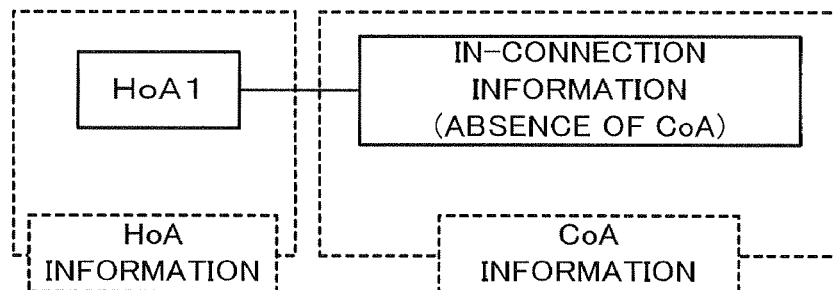 HoA1
IN-CONNECTION
INFORMATION
(ABSENCE OF CoA)
HoA
INFORMATION
CoA
INFORMATION